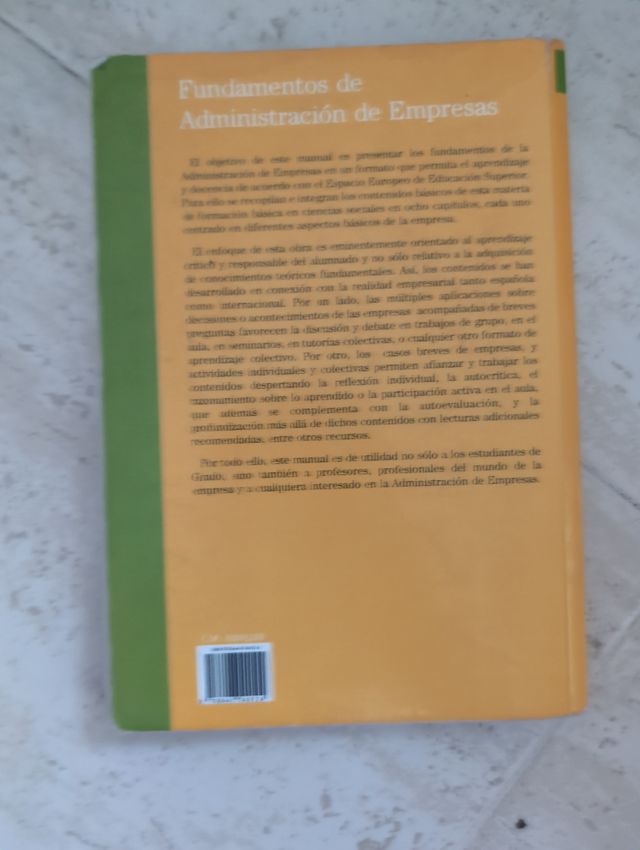 Fundamentos de
Administración de Empresas
El objetivo de este manual es presentar los fundamentos de la
Administración de Empresas en un formato que permita el aprendizaje
y docencia de acuerdo con el Espacio Europeo de Educación Superior.
Para ello se recopilan e integran los contenidos básicos de esta materia
de formación básica en ciencias sociales en ocho capítulos, cada uno
centrado en diferentes aspectos básicos de la empresa.
El enfoque de esta obra es eminentemente orientado al aprendizaje
crítico y responsable del alumnado y no sólo relativo a la adquisición
de conocimientos teóricos fundamentales. Así, los contenidos se han
desarrollado en conexión con la realidad empresarial tanto española
como internacional. Por un lado, las múltiples aplicaciones sobre
decisiones o acontecimientos de las empresas acompañadas de breves
preguntas favorecen la discusión y debate en trabajos de grupo, en el
aula, en seminarios, en tutorías colectivas, o cualquier otro formato de
aprendizaje colectivo. Por otro, los casos breves de empresas, y
actividades individuales y colectivas permiten afianzar y trabajar los
contenidos despertando la reflexión individual, la autocrítica, el
razonamiento sobre lo aprendido o la participación activa en el aula,
que además se complementa con la autoevaluación, y la
profundización más allá de dichos contenidos con lecturas adicionales
recomendadas, entre otros recursos.
Por todo ello, este manual es de utilidad no sólo a los estudiantes de
Grado, sino también a profesores, profesionales del mundo de la
empresa y a cualquiera interesado en la Administración de Empresas.